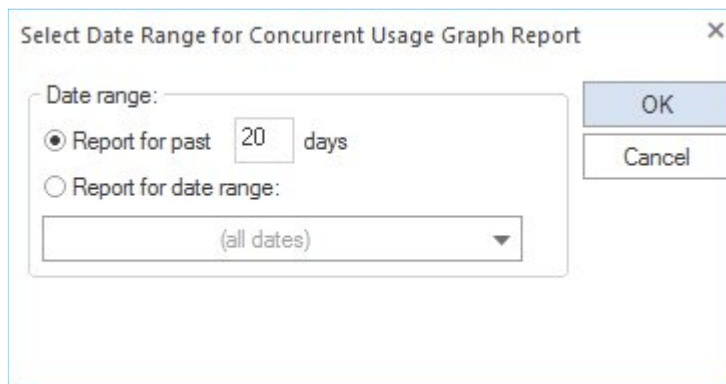 Select Date Range for Concurrent Usage Graph Report
Date range:
Report for past 20 days
OK
Report for date range:
Cancel
(all dates)